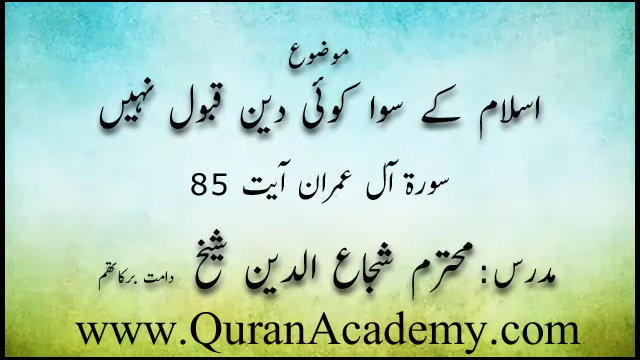 موضوع
اسلام کے سوا کوئی دین قبول نہیں
سورۃ آل عمران آیت 85
مدرس: محترم شجاع الدین شیخ دامت برکاتھم
www.QuranAcademy.com